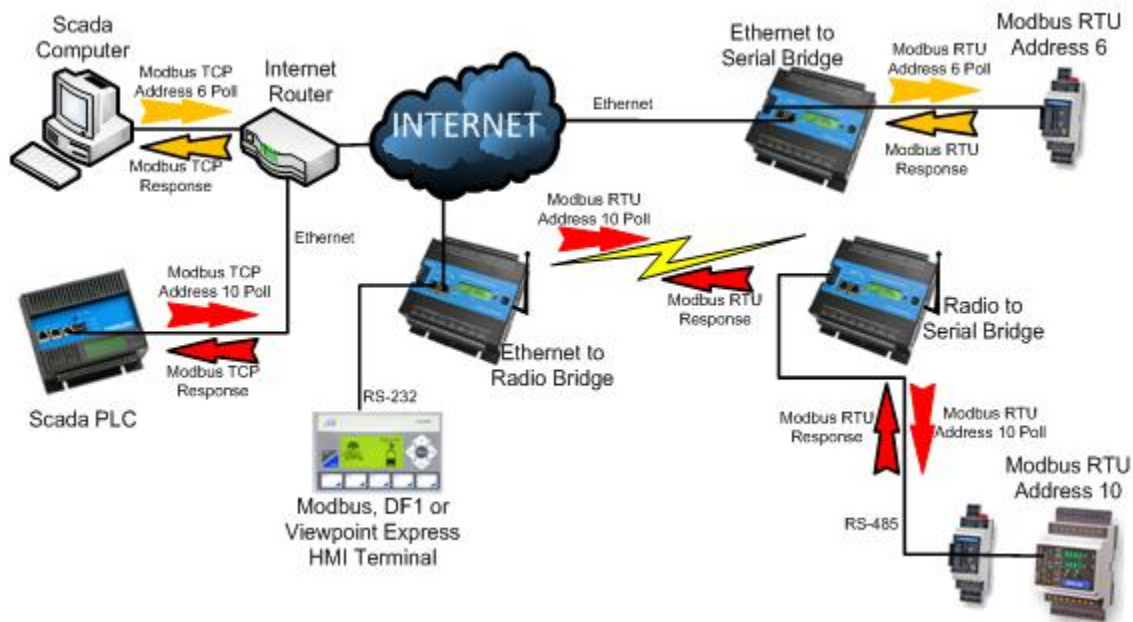 Scada
Computer
Modbus TCP
Address 6 Poll
Modbus TCP
Response
Internet
Router
INTERNET
Ethernet
Ethernet to
Serial Bridge
Modbus RTU
Address 6 Poll
Modbus RTU
Response
Modbus RTU
Address 6
Ethernet
Modbus TCP
Address 10 Poll
Modbus TCP
Response
Scada PLC
Modbus RTU
Address 10 Poll
Modbus RTU
Response
Ethernet to
Radio Bridge
RS-232
Modbus, DF1 or
Viewpoint Express
HMI Terminal
Radio to
Serial Bridge
Modbus RTU
Response
Modbus RTU
Address 10 Poll
RS-485
Modbus RTU
Address 10